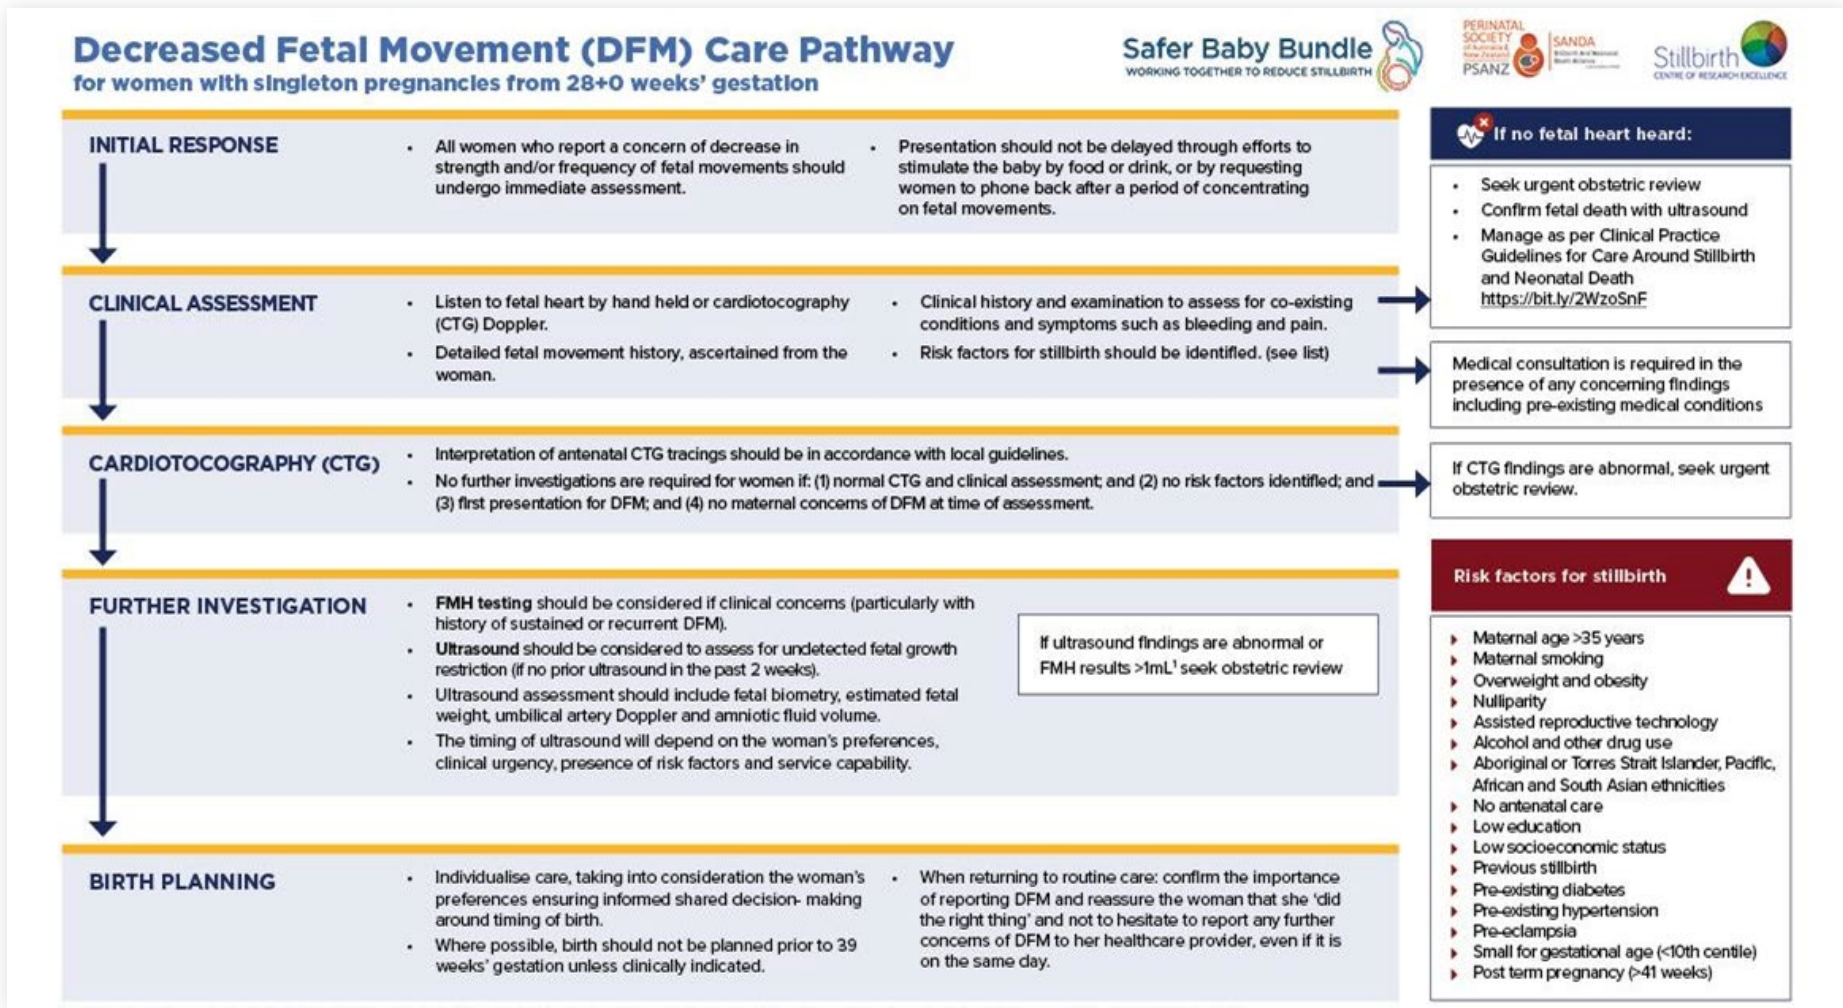 Decreased Fetal Movement (DFM) Care Pathway
for women with singleton pregnancies from 28+0 weeks' gestation
Safer Baby Bundle
WORKING TOGETHER TO REDUCE STILLBIRTH
PERINATAL
SOCIETY
PSANZ
SANDA
Stillbirth
CENTRE OF RESEARCH EXCELLENCE
INITIAL RESPONSE
• All women who report a concern of decrease in
strength and/or frequency of fetal movements should
undergo immediate assessment.
• Presentation should not be delayed through efforts to
stimulate the baby by food or drink, or by requesting
women to phone back after a period of concentrating
on fetal movements.
CLINICAL ASSESSMENT
• Listen to fetal heart by hand held or cardiotocography
(CTG) Doppler.
• Detailed fetal movement history, ascertained from the
woman.
• Clinical history and examination to assess for co-existing
conditions and symptoms such as bleeding and pain.
• Risk factors for stillbirth should be identified. (see list)
CARDIOTOCOGRAPHY (CTG)
• Interpretation of antenatal CTG tracings should be in accordance with local guidelines.
• No further investigations are required for women if: (1) normal CTG and clinical assessment; and (2) no risk factors identified; and
(3) first presentation for DFM; and (4) no maternal concerns of DFM at time of assessment.
FURTHER INVESTIGATION
• FMH testing should be considered if clinical concerns (particularly with
history of sustained or recurrent DFM).
• Ultrasound should be considered to assess for undetected fetal growth
restriction (if no prior ultrasound in the past 2 weeks).
• Ultrasound assessment should include fetal biometry, estimated fetal
weight, umbilical artery Doppler and amniotic fluid volume.
• The timing of ultrasound will depend on the woman's preferences,
clinical urgency, presence of risk factors and service capability.
If ultrasound findings are abnormal or
FMH results >1mL¹ seek obstetric review
BIRTH PLANNING
• Individualise care, taking into consideration the woman's
preferences ensuring informed shared decision- making
around timing of birth.
• Where possible, birth should not be planned prior to 39
weeks' gestation unless clinically indicated.
• When returning to routine care: confirm the importance
of reporting DFM and reassure the woman that she 'did
the right thing' and not to hesitate to report any further
concerns of DFM to her healthcare provider, even if it is
on the same day.
If no fetal heart heard:
• Seek urgent obstetric review
• Confirm fetal death with ultrasound
• Manage as per Clinical Practice
Guidelines for Care Around Stillbirth
and Neonatal Death
https://bit.ly/2WzoSnF
Medical consultation is required in the
presence of any concerning findings
including pre-existing medical conditions
If CTG findings are abnormal, seek urgent
obstetric review.
Risk factors for stillbirth
Maternal age >35 years
Maternal smoking
Overweight and obesity
Nulliparity
Assisted reproductive technology
Alcohol and other drug use
Aboriginal or Torres Strait Islander, Pacific,
African and South Asian ethnicities
No antenatal care
Low education
Low socioeconomic status
Previous stillbirth
Pre-existing diabetes
Pre-existing hypertension
Pre-eclampsia
Small for gestational age (<10th centile)
Post term pregnancy (>41 weeks)